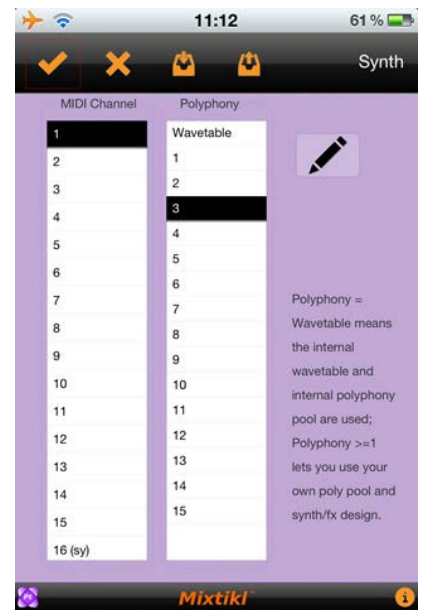 11:12
61 %
Synth
MIDI Channel
Polyphony
1
2
3
4
5
6
7
8
9
10
11
12
13
14
15
16 (sy)
Wavetable
1
2
3
4
5
6
7
8
9
10
11
12
13
14
15
Polyphony =
Wavetable means
the internal
wavetable and
internal polyphony
pool are used;
Polyphony >=1
lets you use your
own poly pool and
synth/fx design.
Pt
Mixtikl™
i